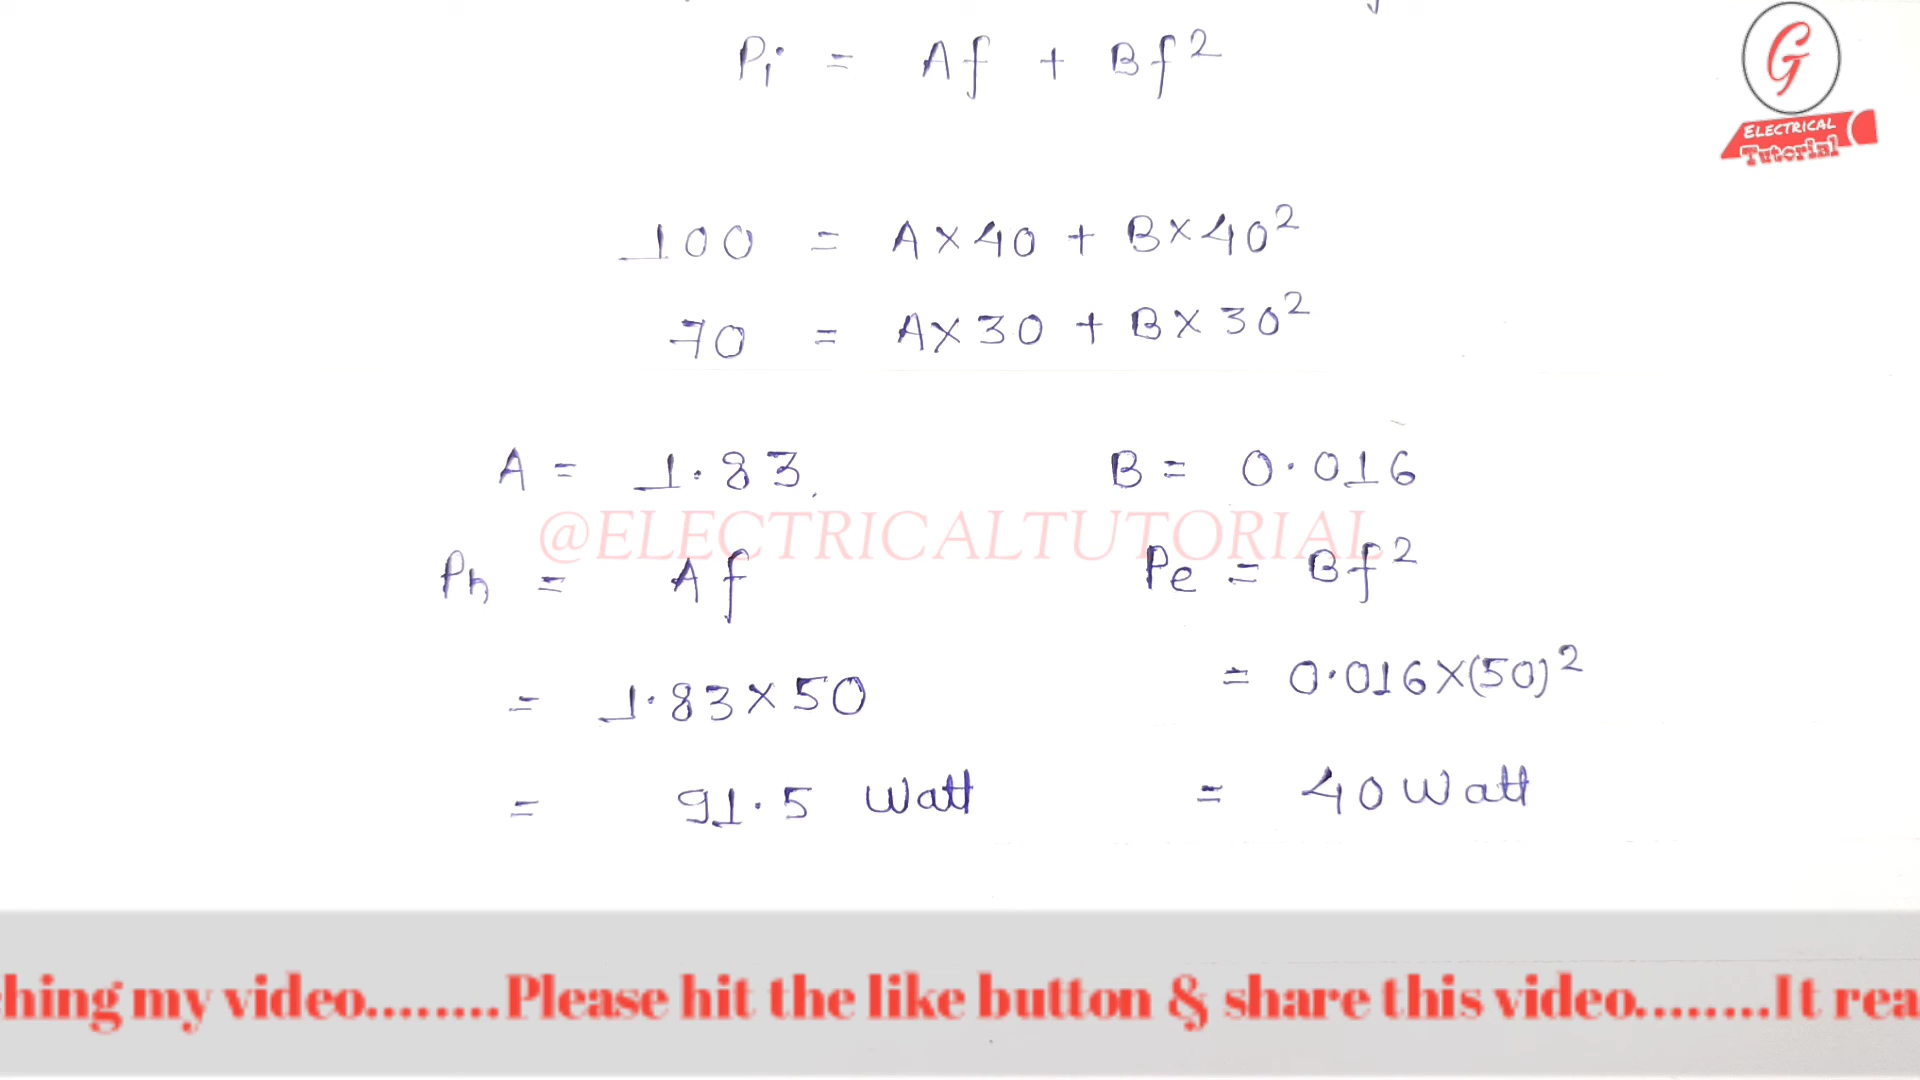 Pi = Af + Bf²
G
ELECTRICAL
Tutorial
100 = A×40 + B×40²
70 = A×30 + B×30²
A = 1.83 B = 0.016
@ELECTRICALTUTORIAL
Ph = Af Pe = Bf²
= 1.83×50 = 0.016×(50)²
= 91.5 Watt = 40 Watt
hing my video........Please hit the like button & share this video........It rea